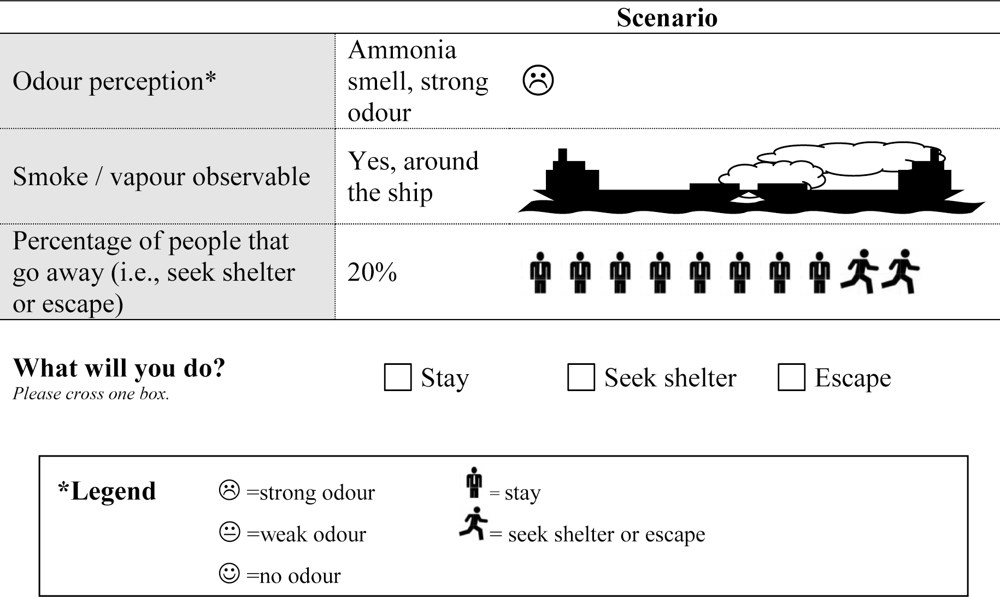 Scenario
Odour perception*
Ammonia
smell, strong
odour
Smoke / vapour observable
Yes, around
the ship
Percentage of people that
go away (i.e., seek shelter
or escape)
20%
What will you do?
Please cross one box.
Stay
Seek shelter
Escape
*Legend
=strong odour
= stay
=weak odour
= seek shelter or escape
=no odour